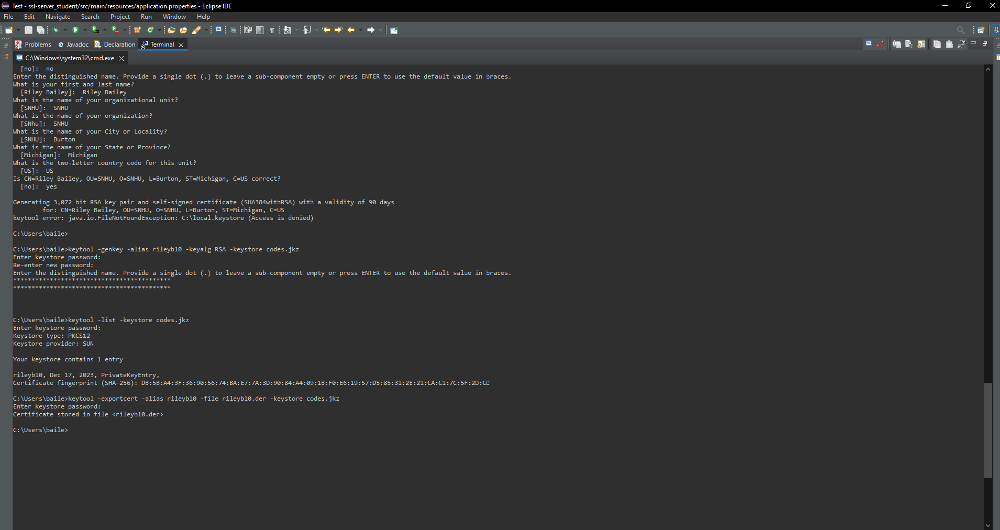 Test - ssl-server_student/src/main/resources/application.properties - Eclipse IDE
File Edit Navigate Search Project Run Window Help
Problems Javadoc Declaration Terminal
C:\Windows\system32\cmd.exe
[no]: no
Enter the distinguished name. Provide a single dot (.) to leave a sub-component empty or press ENTER to use the default value in braces.
What is your first and last name?
[Riley Bailey]: Riley Bailey
What is the name of your organizational unit?
[SNHU]: SNHU
What is the name of your organization?
[SNhu]: SNHU
What is the name of your City or Locality?
[SNHU]: Burton
What is the name of your State or Province?
[Michigan]: Michigan
What is the two-letter country code for this unit?
[US]: US
Is CN=Riley Bailey, OU=SNHU, O=SNHU, L=Burton, ST=Michigan, C=US correct?
[no]: yes
Generating 3,072 bit RSA key pair and self-signed certificate (SHA384withRSA) with a validity of 90 days
for: CN=Riley Bailey, OU=SNHU, O=SNHU, L=Burton, ST=Michigan, C=US
keytool error: java.io.FileNotFoundException: C:\local.keystore (Access is denied)
C:\Users\baile>
C:\Users\baile>keytool -genkey -alias rileyb10 -keyalg RSA -keystore codes.jkz
Enter keystore password:
Re-enter new password:
Enter the distinguished name. Provide a single dot (.) to leave a sub-component empty or press ENTER to use the default value in braces.
*******************************************
*******************************************
C:\Users\baile>keytool -list -keystore codes.jkz
Enter keystore password:
Keystore type: PKCS12
Keystore provider: SUN
Your keystore contains 1 entry
rileyb10, Dec 17, 2023, PrivateKeyEntry,
Certificate fingerprint (SHA-256): DB:5B:A4:3F:36:90:56:74:BA:E7:7A:3D:90:84:A4:09:1B:F0:E6:19:57:D5:85:31:2E:21:CA:C1:7C:5F:2D:CD
C:\Users\baile>keytool -exportcert -alias rileyb10 -file rileyb10.der -keystore codes.jkz
Enter keystore password:
Certificate stored in file <rileyb10.der>
C:\Users\baile>